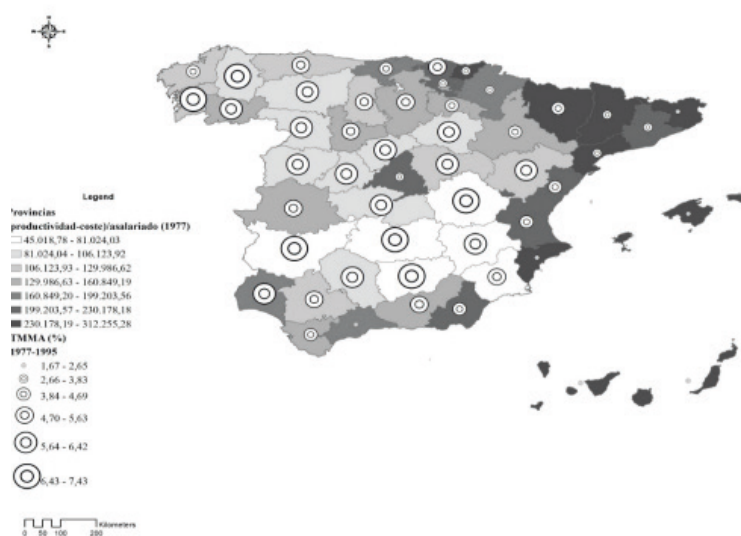 Legend
Provincias
productividad-coste)/asalariado (1977)
45.018,78 - 81.024,03
81.024,04 - 106.123,92
106.123,93 - 129.986,62
129.986,63 - 160.849,19
160.849,20 - 199.203,56
199.203,57 - 230.178,18
230.178,19 - 312.255,28
TMMA (%)
1977-1995
1,67 - 2,65
2,66 - 3,83
3,84 - 4,69
4,70 - 5,63
5,64 - 6,42
6,43 - 7,43
Kilometers
0 50 100 200